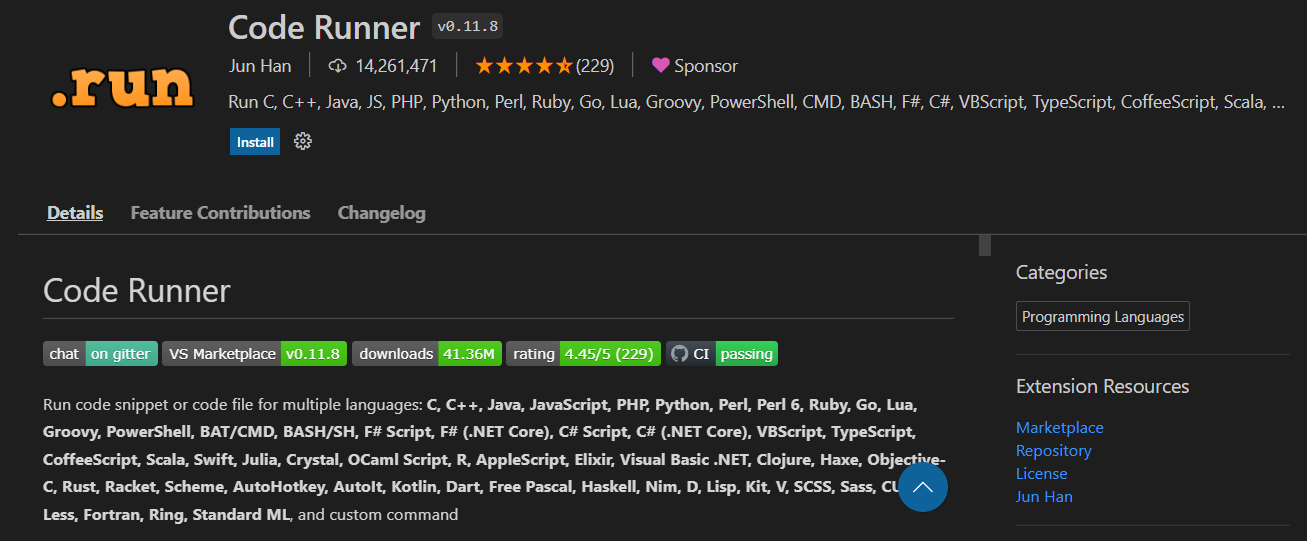 .run
Code Runner v0.11.8
Jun Han 14,261,471 (229) Sponsor
Run C, C++, Java, JS, PHP, Python, Perl, Ruby, Go, Lua, Groovy, PowerShell, CMD, BASH, F#, C#, VBScript, TypeScript, CoffeeScript, Scala, ...
Install
Details Feature Contributions Changelog
Code Runner
chat on gitter VS Marketplace v0.11.8 downloads 41.36M rating 4.45/5 (229) CI passing
Run code snippet or code file for multiple languages: C, C++, Java, JavaScript, PHP, Python, Perl, Perl 6, Ruby, Go, Lua,
Groovy, PowerShell, BAT/CMD, BASH/SH, F# Script, F# (.NET Core), C# Script, C# (.NET Core), VBScript, TypeScript,
CoffeeScript, Scala, Swift, Julia, Crystal, OCaml Script, R, AppleScript, Elixir, Visual Basic .NET, Clojure, Haxe, Objective-
C, Rust, Racket, Scheme, AutoHotkey, AutoIt, Kotlin, Dart, Free Pascal, Haskell, Nim, D, Lisp, Kit, V, SCSS, Sass,
Less, Fortran, Ring, Standard ML, and custom command
Categories
Programming Languages
Extension Resources
Marketplace
Repository
License
Jun Han